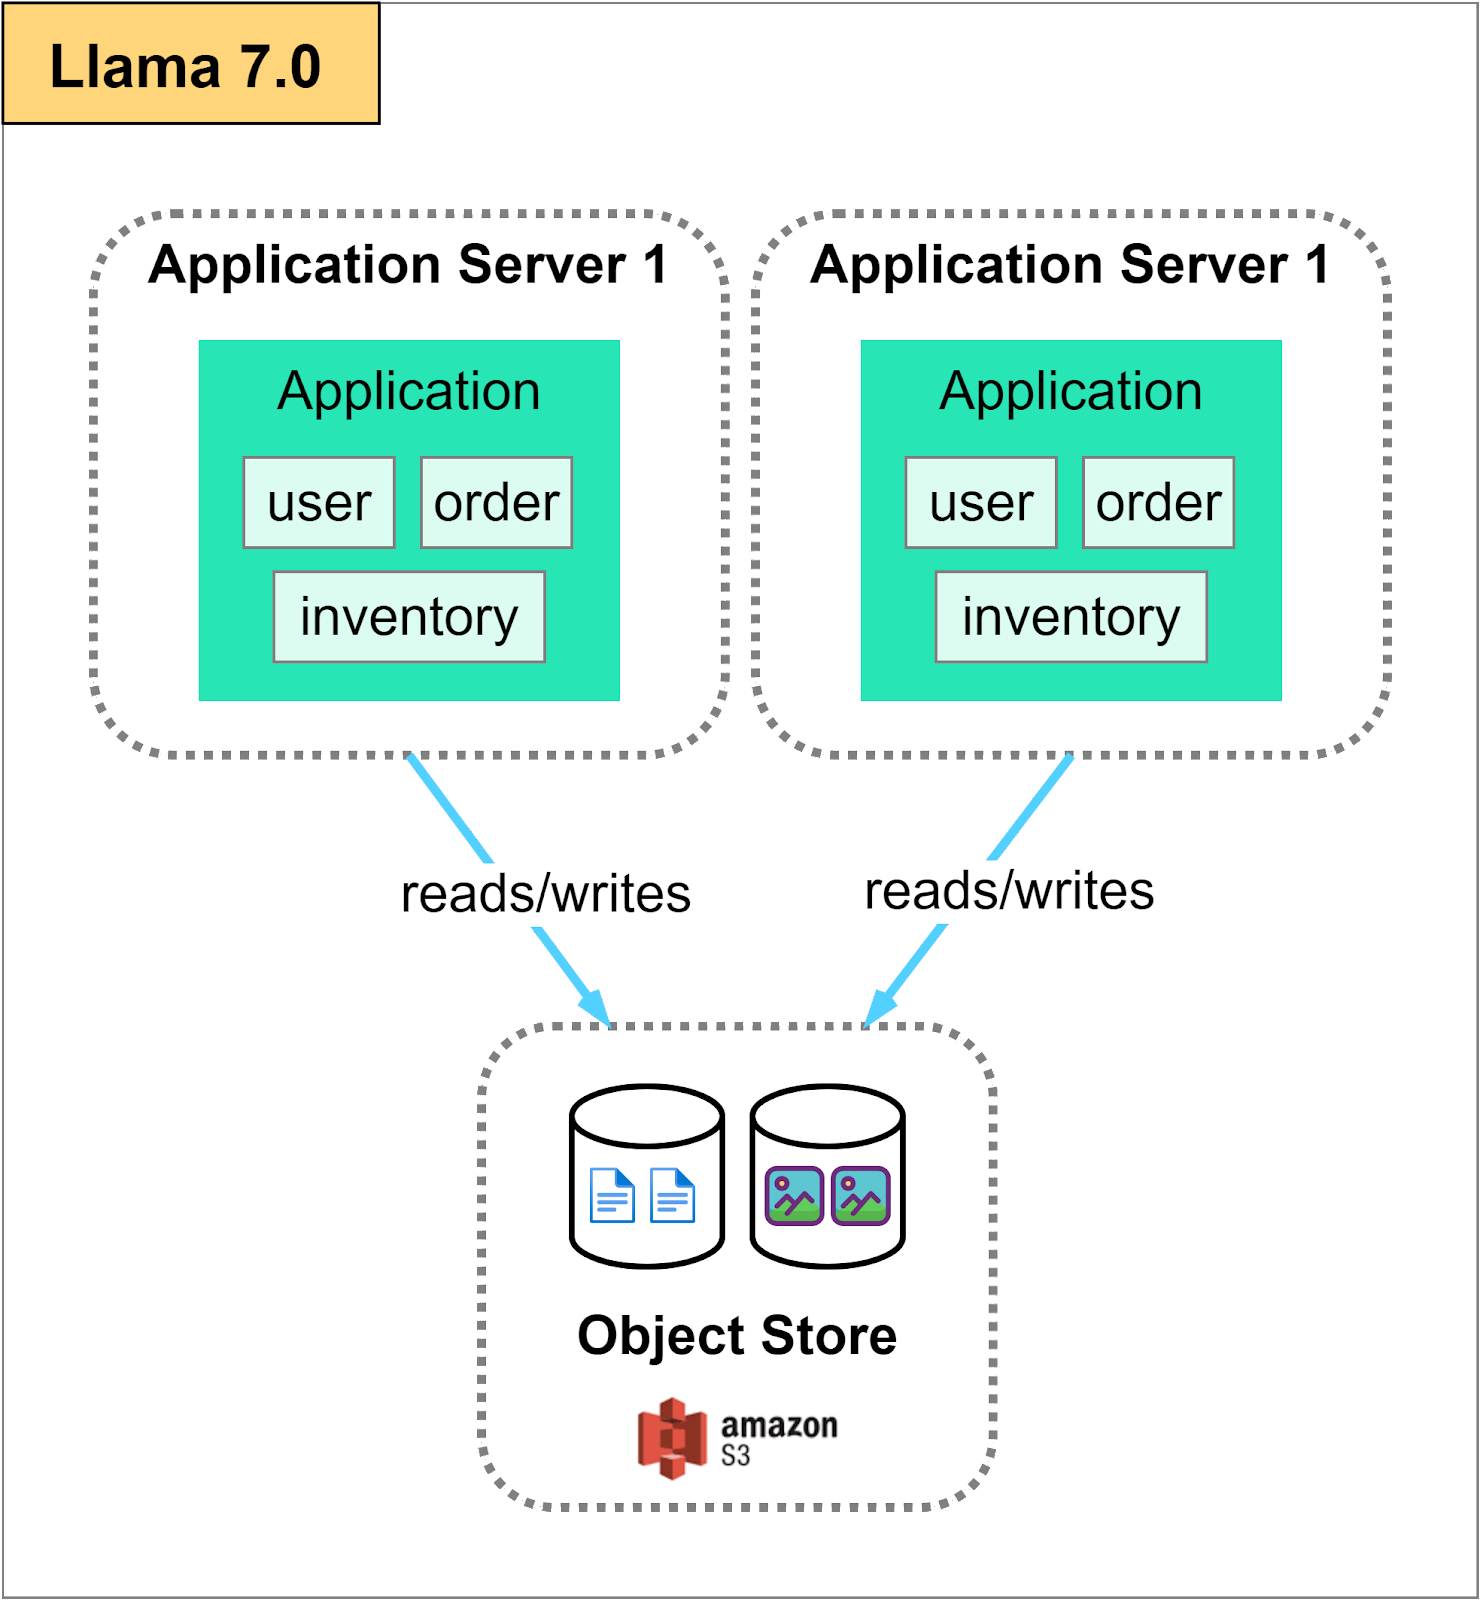 Llama 7.0
Application Server 1
Application
user order
inventory
Application Server 1
Application
user order
inventory
reads/writes
reads/writes
Object Store
amazon
S3